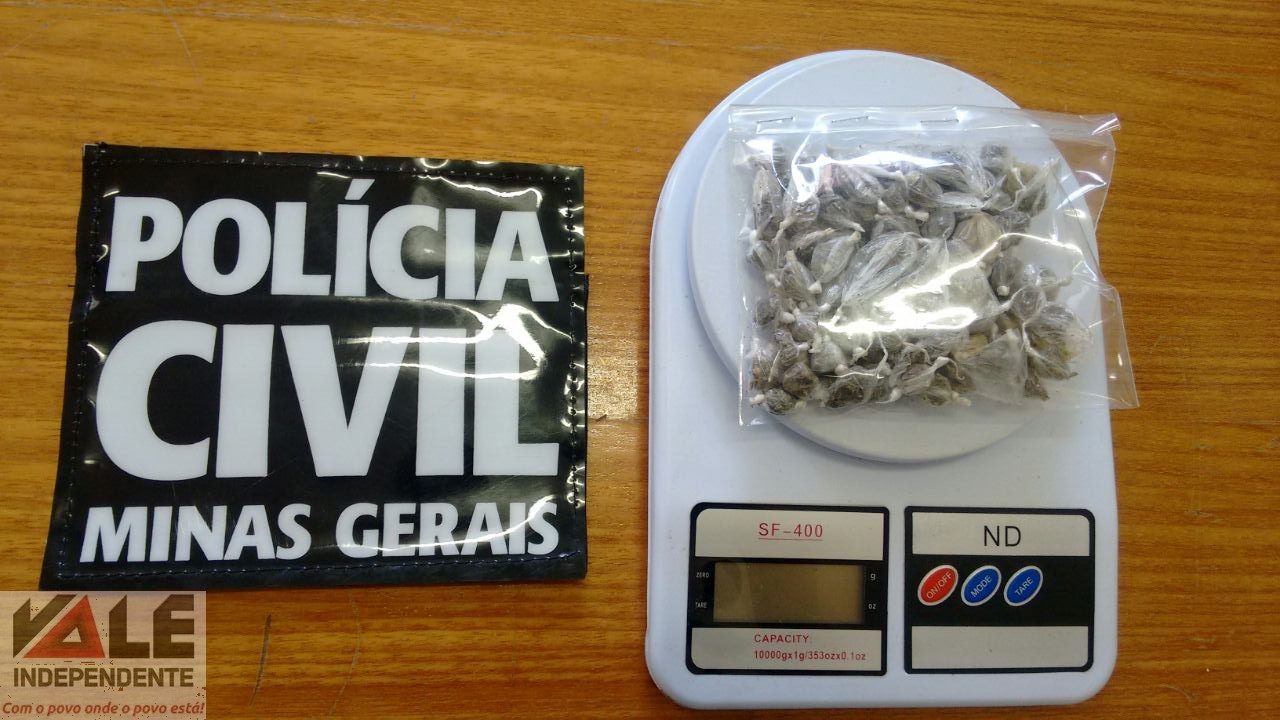 POLÍCIA
CIVIL
MINAS GERAIS
SF-400
ZERO
g
TARE
oz
CAPACITY:
10000gx1g/353ozx0.1oz
ND
ON/OFF
MODE
TARE
VALE
INDEPENDENTE
Com o povo onde o povo está!